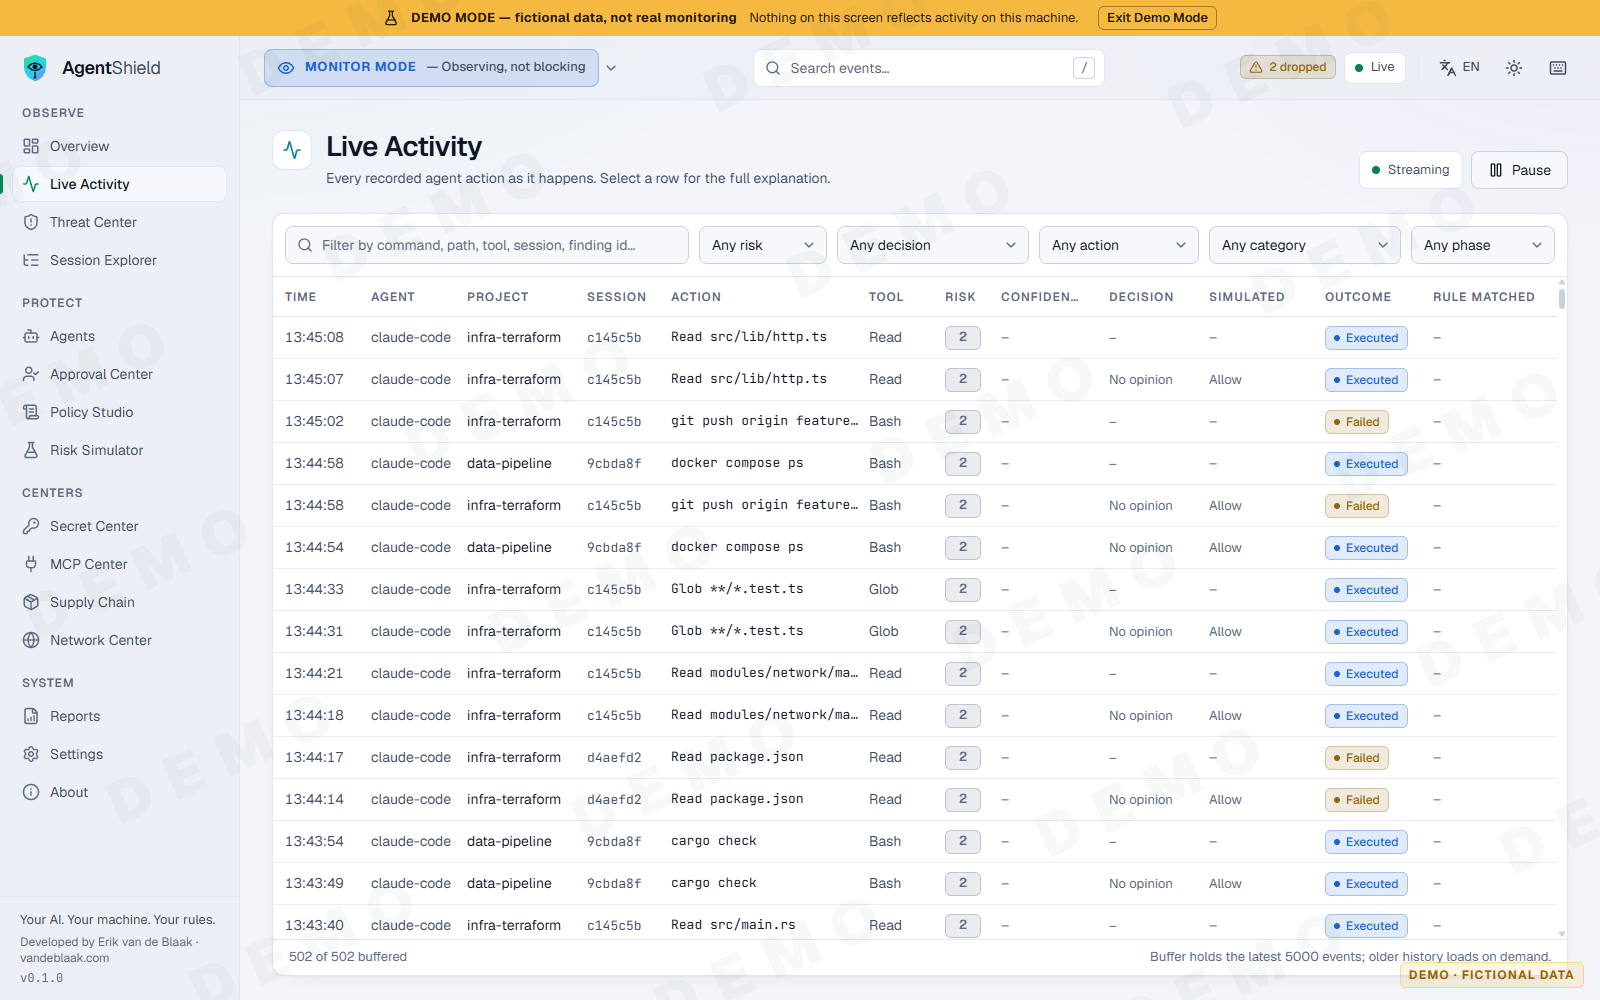 DEMO MODE — fictional data, not real monitoring Nothing on this screen reflects activity on this machine. Exit Demo Mode
AgentShield
MONITOR MODE — Observing, not blocking
Search events… /
2 dropped
Live
EN
OBSERVE
Overview
Live Activity
Threat Center
Session Explorer
PROTECT
Agents
Approval Center
Policy Studio
Risk Simulator
CENTERS
Secret Center
MCP Center
Supply Chain
Network Center
SYSTEM
Reports
Settings
About
Your AI. Your machine. Your rules.
Developed by Erik van de Blaak ·
vandeblaak.com
v0.1.0
Live Activity
Every recorded agent action as it happens. Select a row for the full explanation.
Streaming
Pause
Filter by command, path, tool, session, finding id… Any risk Any decision Any action Any category Any phase
TIME AGENT PROJECT SESSION ACTION TOOL RISK CONFIDEN… DECISION SIMULATED OUTCOME RULE MATCHED
13:45:08 claude-code infra-terraform c145c5b Read src/lib/http.ts Read 2 – – – Executed –
13:45:07 claude-code infra-terraform c145c5b Read src/lib/http.ts Read 2 – No opinion Allow Executed –
13:45:02 claude-code infra-terraform c145c5b git push origin feature… Bash 2 – – – Failed –
13:44:58 claude-code data-pipeline 9cbda8f docker compose ps Bash 2 – – – Executed –
13:44:58 claude-code infra-terraform c145c5b git push origin feature… Bash 2 – No opinion Allow Failed –
13:44:54 claude-code data-pipeline 9cbda8f docker compose ps Bash 2 – No opinion Allow Executed –
13:44:33 claude-code infra-terraform c145c5b Glob **/*.test.ts Glob 2 – – – Executed –
13:44:31 claude-code infra-terraform c145c5b Glob **/*.test.ts Glob 2 – No opinion Allow Executed –
13:44:21 claude-code infra-terraform c145c5b Read modules/network/ma… Read 2 – – – Executed –
13:44:18 claude-code infra-terraform c145c5b Read modules/network/ma… Read 2 – No opinion Allow Executed –
13:44:17 claude-code infra-terraform d4aefd2 Read package.json Read 2 – – – Failed –
13:44:14 claude-code infra-terraform d4aefd2 Read package.json Read 2 – No opinion Allow Failed –
13:43:54 claude-code data-pipeline 9cbda8f cargo check Bash 2 – – – Executed –
13:43:49 claude-code data-pipeline 9cbda8f cargo check Bash 2 – No opinion Allow Executed –
13:43:40 claude-code infra-terraform c145c5b Read src/main.rs Read 2 – – – Executed –
502 of 502 buffered
Buffer holds the latest 5000 events; older history loads on demand.
DEMO · FICTIONAL DATA